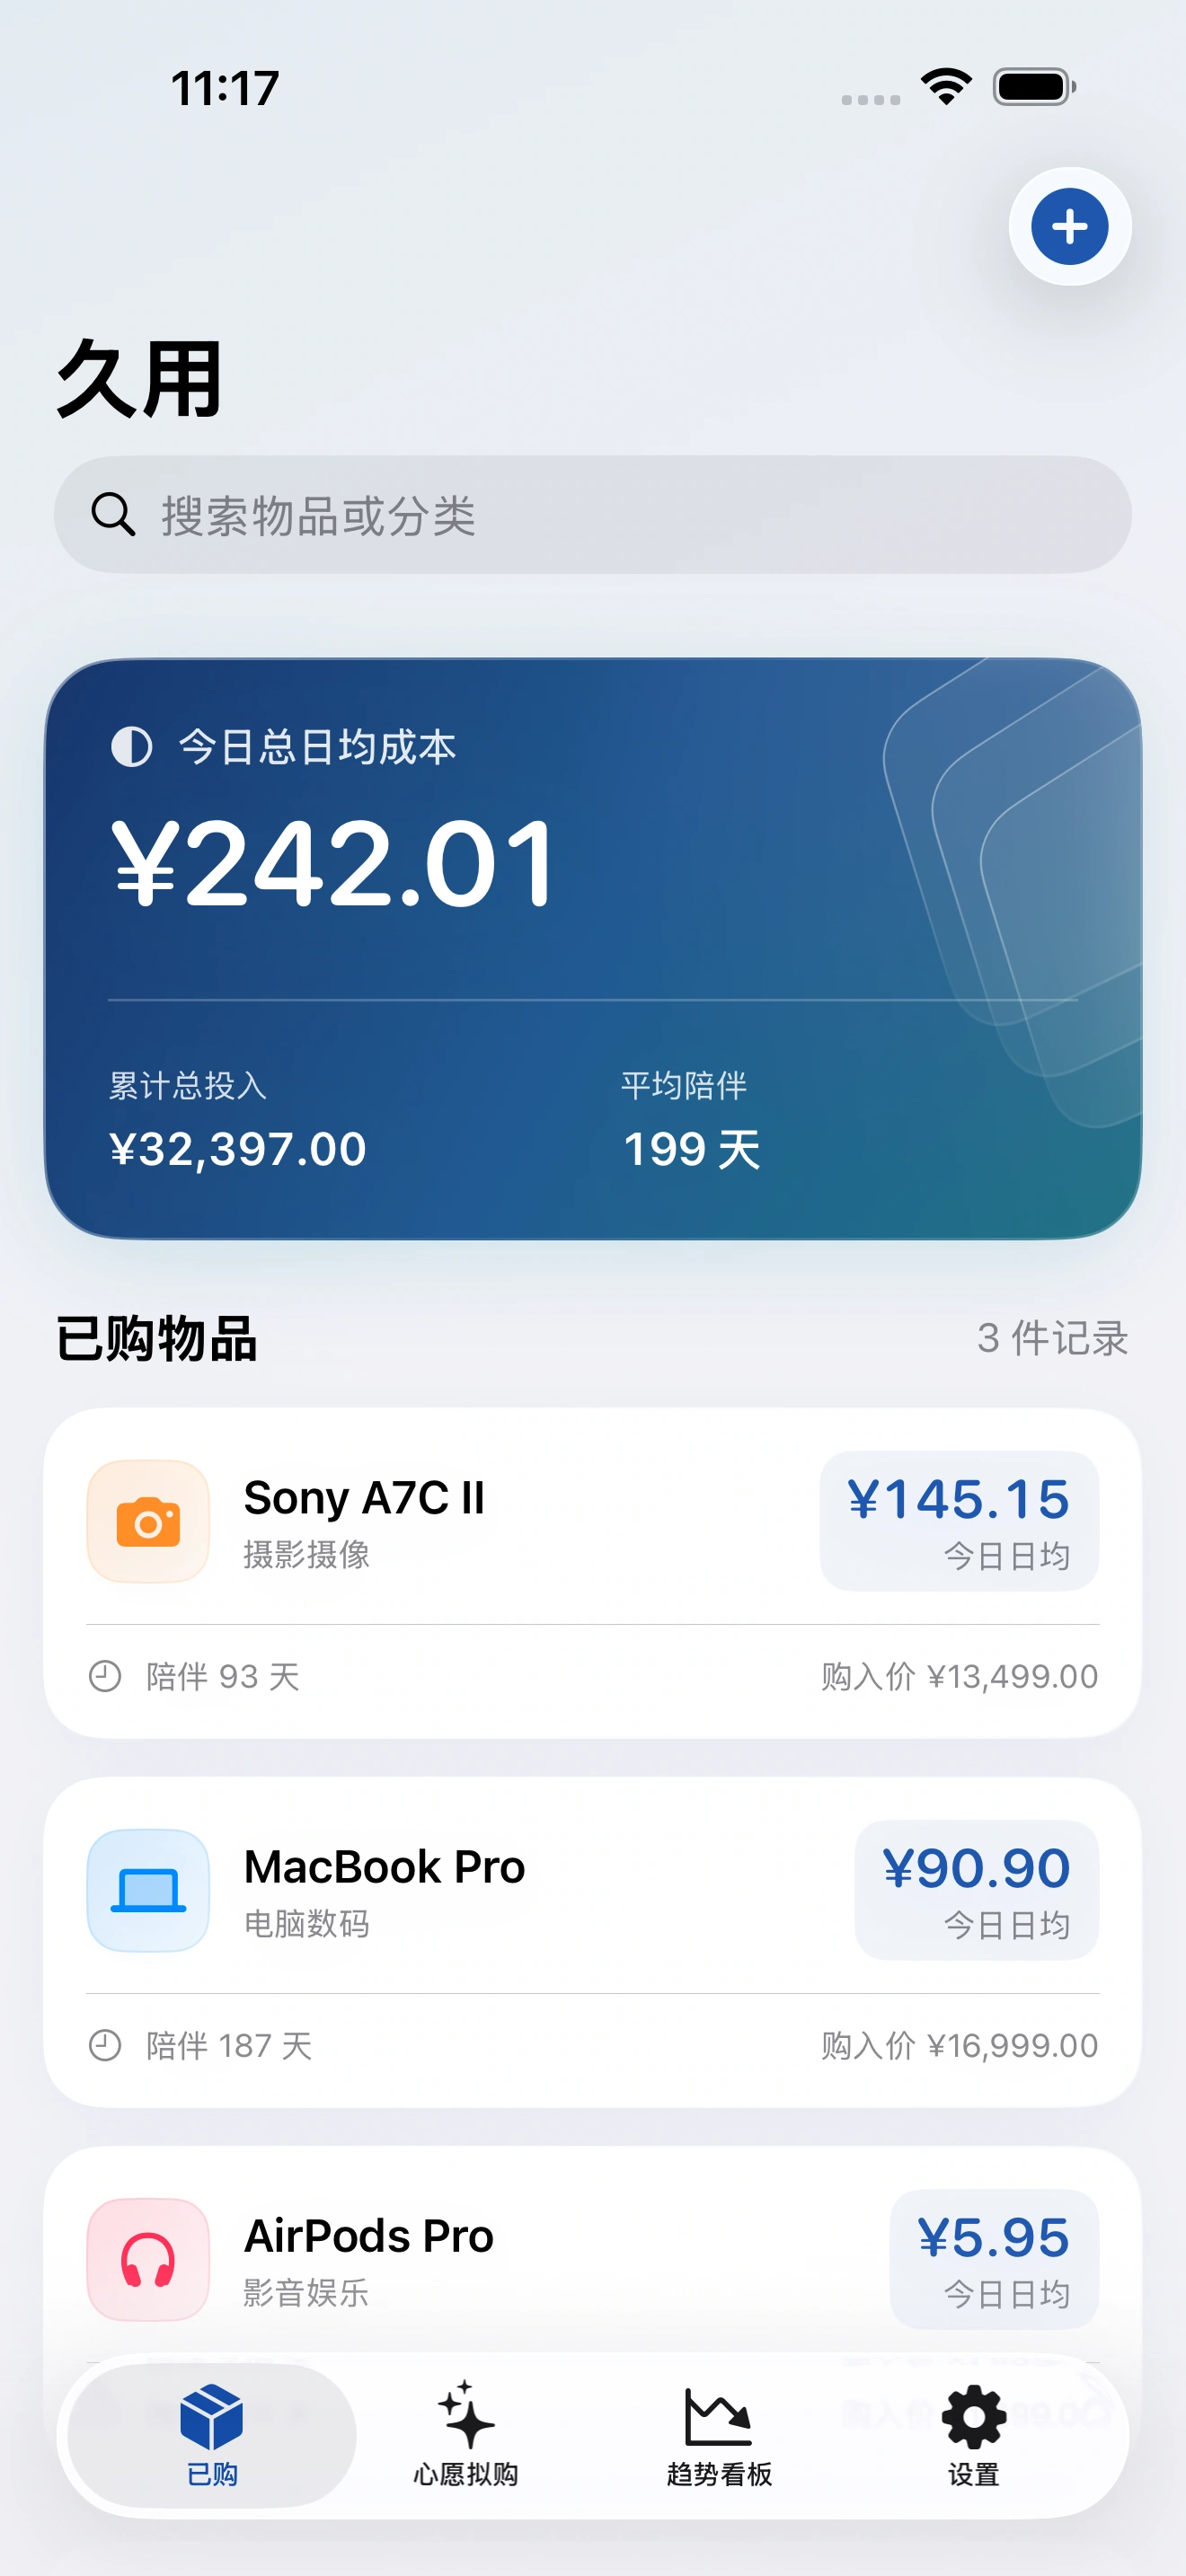 11:17
久用
搜索物品或分类
今日总日均成本
¥242.01
累计总投入
平均陪伴
¥32,397.00
199 天
已购物品
3 件记录
Sony A7C II
¥145.15
摄影摄像
今日日均
陪伴 93 天
购入价 ¥13,499.00
MacBook Pro
¥90.90
电脑数码
今日日均
陪伴 187 天
购入价 ¥16,999.00
AirPods Pro
¥5.95
影音娱乐
今日日均
已购
心愿拟购
趋势看板
设置